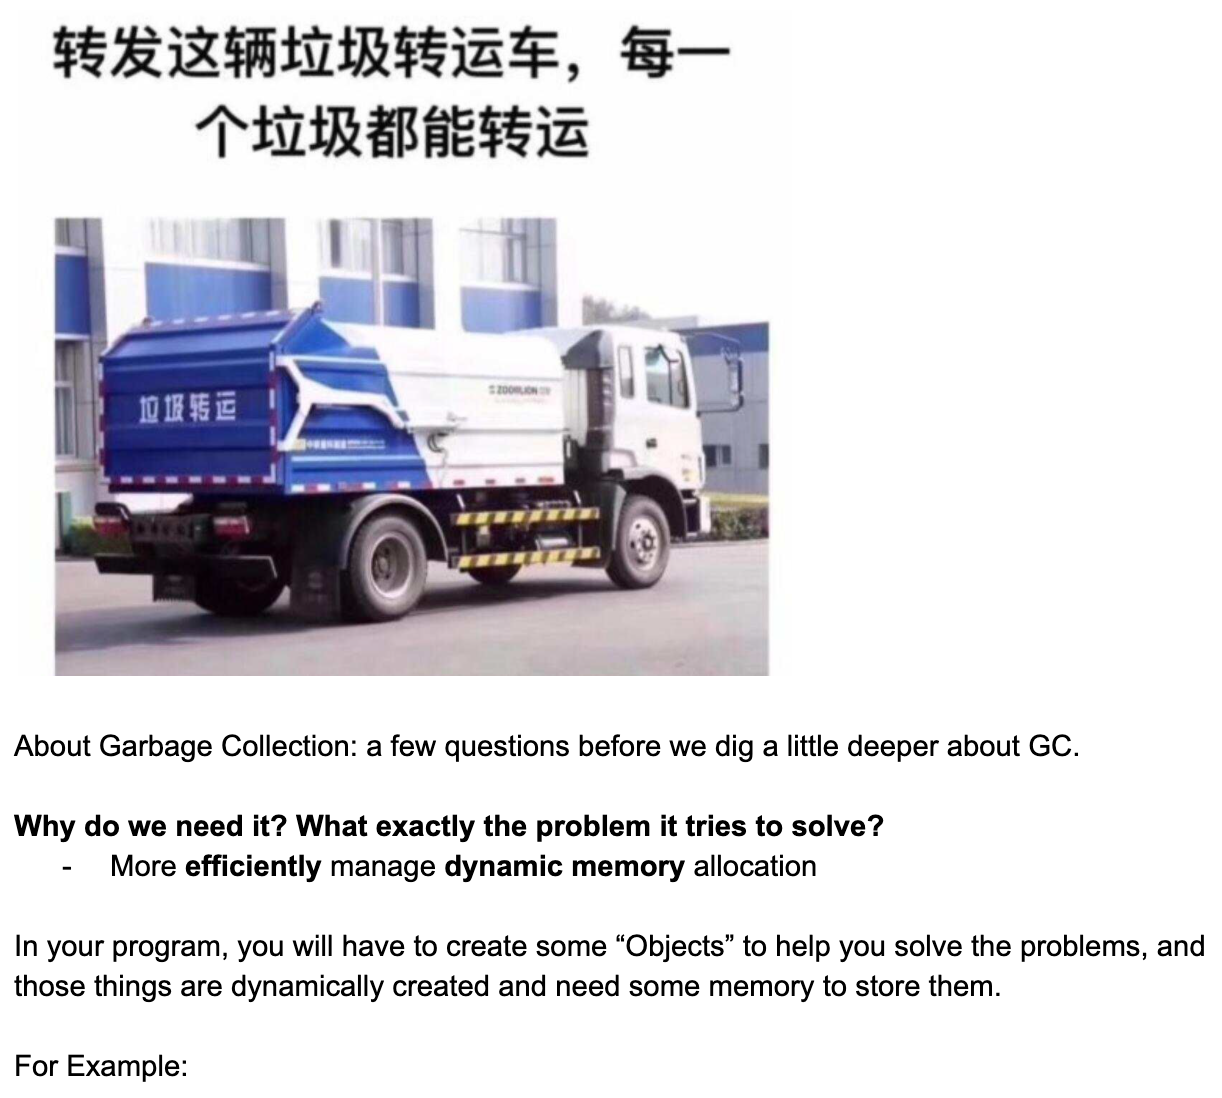 转发这辆垃圾转运车，每一
个垃圾都能转运
垃圾转运
ZOOMLION
About Garbage Collection: a few questions before we dig a little deeper about GC.
Why do we need it? What exactly the problem it tries to solve?
- More efficiently manage dynamic memory allocation
In your program, you will have to create some “Objects” to help you solve the problems, and
those things are dynamically created and need some memory to store them.
For Example: